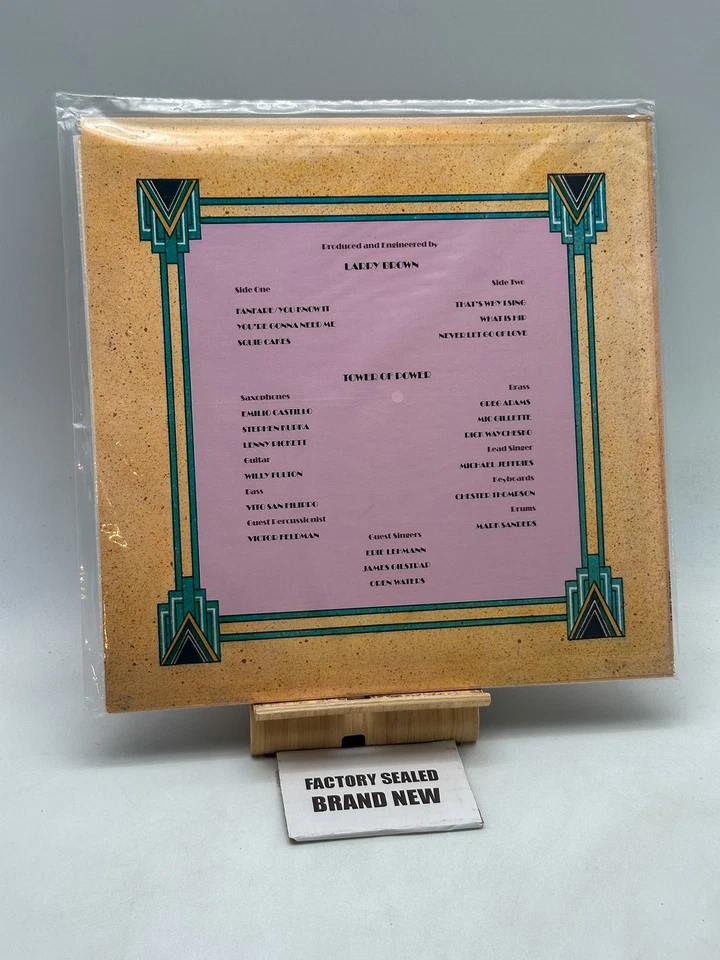 Produced and Engineered by
LARRY BROWN
Side One
FANFARE/YOU KNOW IT
YOU'RE GONNA NEED ME
SQUIB CAKES
Side Two
THAT'S WHY I SING
WHAT IS HIP
NEVER LET GO OF LOVE
TOWER OF POWER
Saxophones
EMILIO CASTILLO
STEPHEN KUPKA
LENNY PICKETT
Guitar
WILLY FULTON
Bass
VITO SAN FILIPPO
Guest Percussionist
VICTOR FELDMAN
Brass
GREG ADAMS
MIC GILLETTE
RICK WAYCHESKO
Lead Singer
MICHAEL JEFFRIES
Keyboards
CHESTER THOMPSON
Drums
MARK SANDERS
Guest Singers
EDIE LEHMANN
JAMES GILSTRAP
OREN WATERS
FACTORY SEALED
BRAND NEW